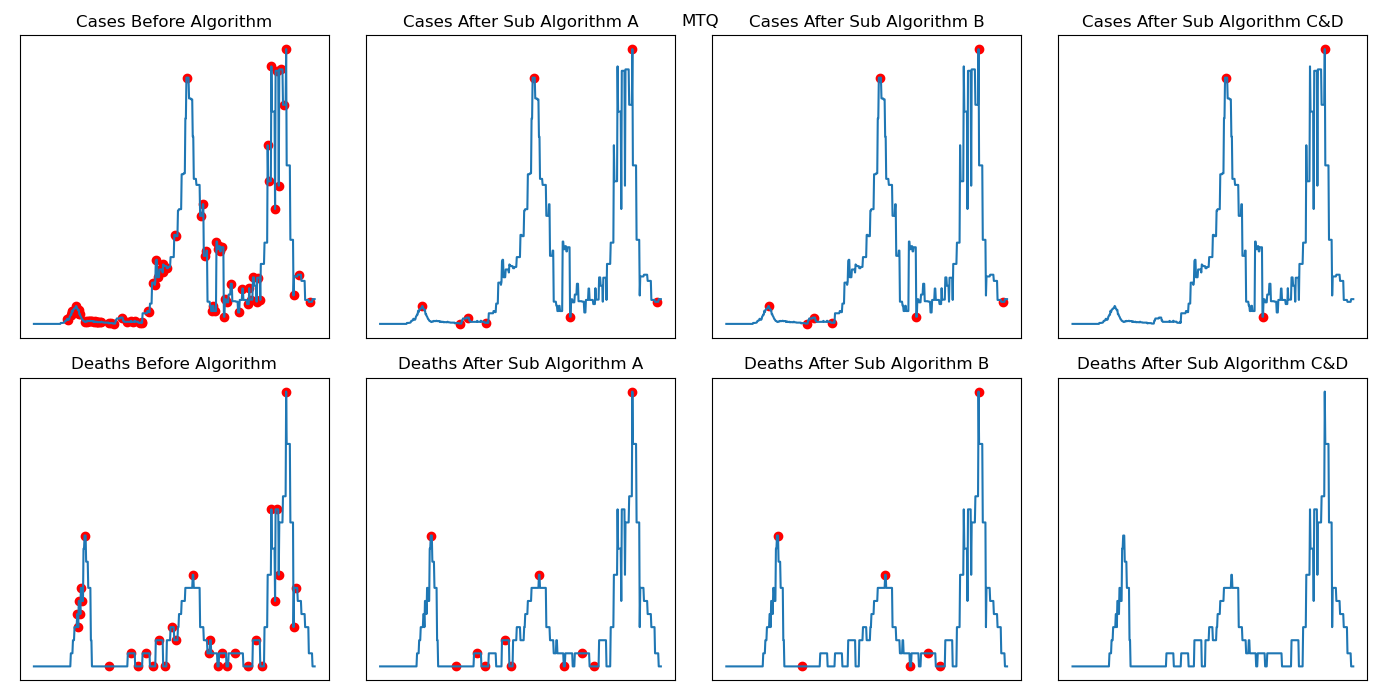 MTQ
Cases Before Algorithm
Cases After Sub Algorithm A
Cases After Sub Algorithm B
Cases After Sub Algorithm C&D
Deaths Before Algorithm
Deaths After Sub Algorithm A
Deaths After Sub Algorithm B
Deaths After Sub Algorithm C&D